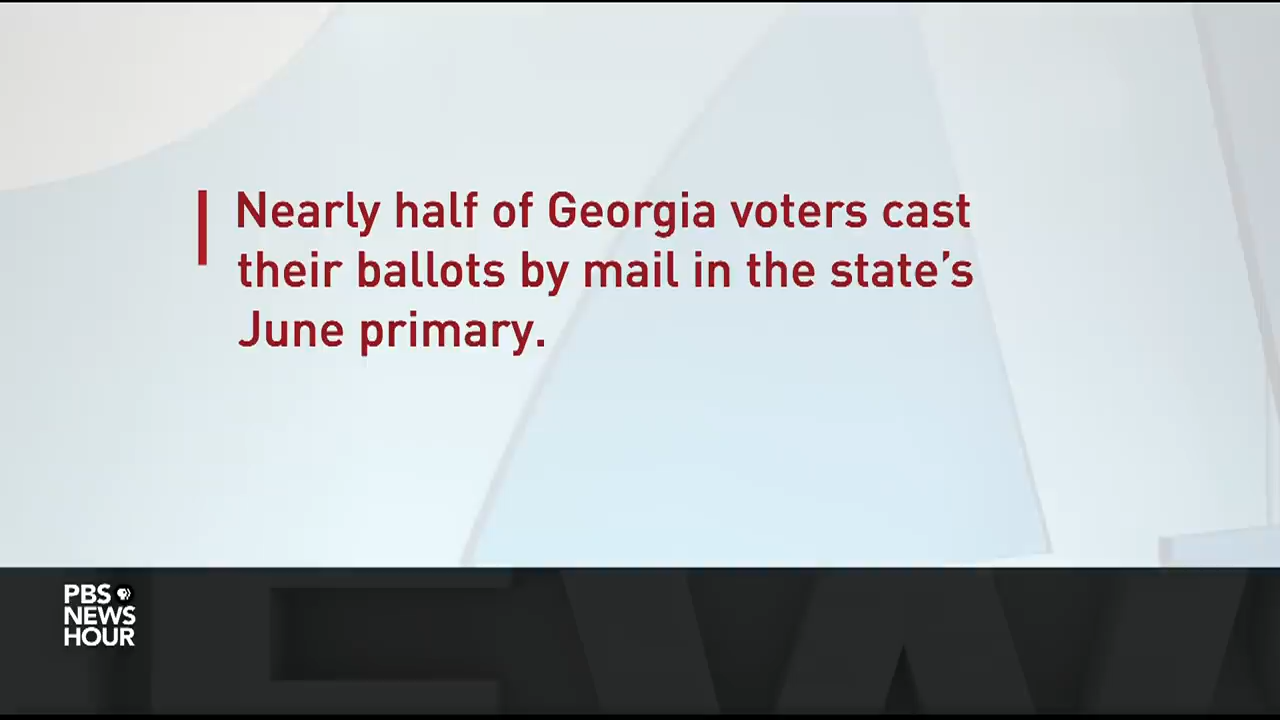 Nearly half of Georgia voters cast
their ballots by mail in the state’s
June primary.
PBS
NEWS
HOUR